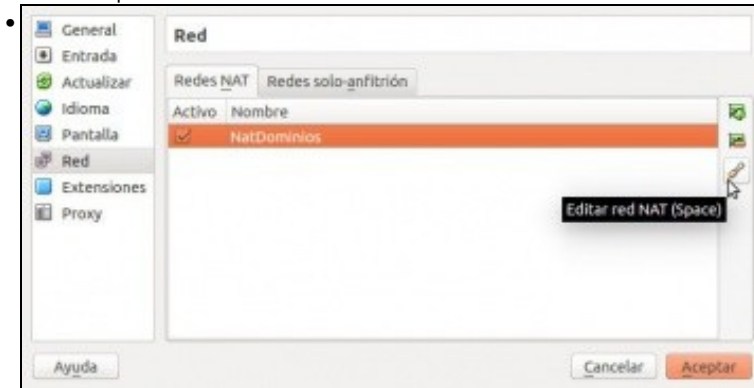 General
Entrada
Actualizar
Idioma
Pantalla
Red
Extensiones
Proxy
Red
Redes NAT Redes solo-anfitrión
Activo Nombre
NatDominios
Editar red NAT (Space)
Ayuda Cancelar Aceptar